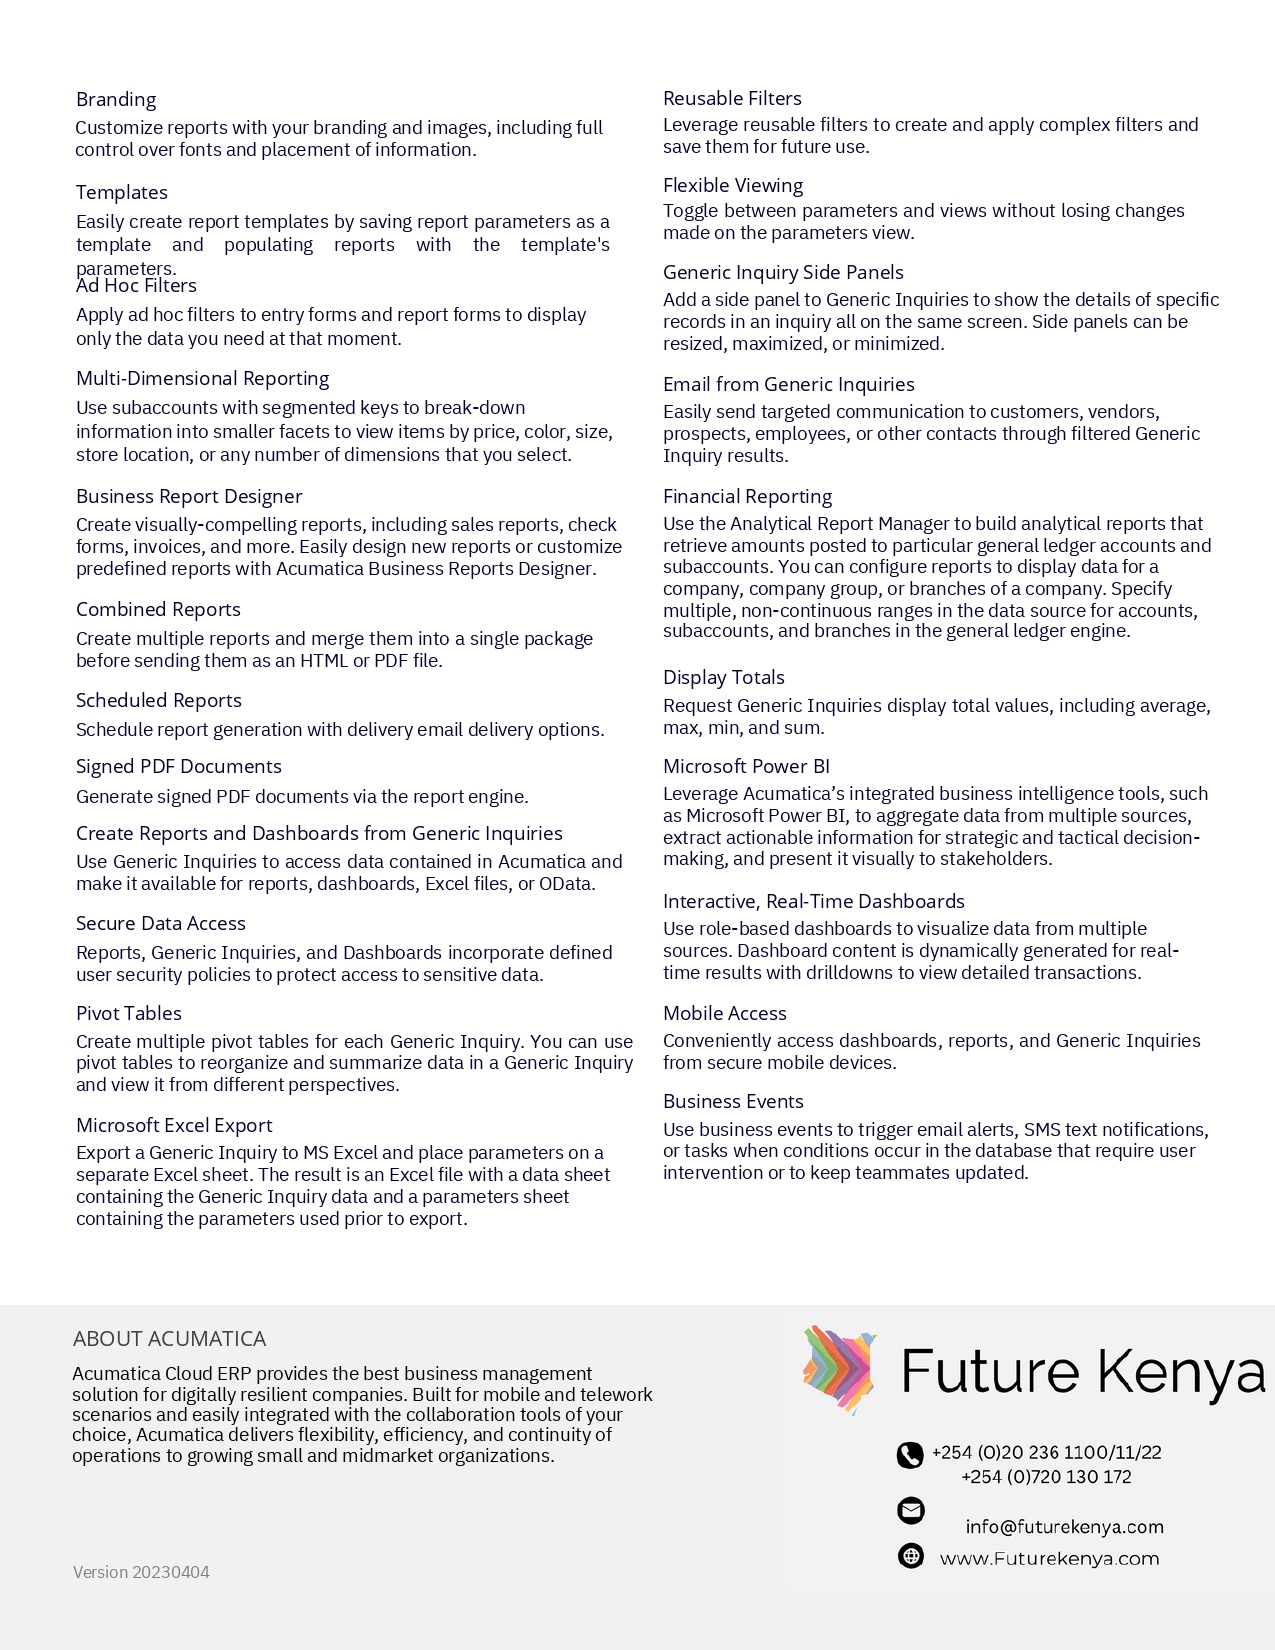 Branding
Customize reports with your branding and images, including full
control over fonts and placement of information.
Templates
Easily create report templates by saving report parameters as a
template and populating reports with the template's
parameters.
Ad Hoc Filters
Apply ad hoc filters to entry forms and report forms to display
only the data you need at that moment.
Multi-Dimensional Reporting
Use subaccounts with segmented keys to break-down
information into smaller facets to view items by price, color, size,
store location, or any number of dimensions that you select.
Business Report Designer
Create visually-compelling reports, including sales reports, check
forms, invoices, and more. Easily design new reports or customize
predefined reports with Acumatica Business Reports Designer.
Combined Reports
Create multiple reports and merge them into a single package
before sending them as an HTML or PDF file.
Scheduled Reports
Schedule report generation with delivery email delivery options.
Signed PDF Documents
Generate signed PDF documents via the report engine.
Create Reports and Dashboards from Generic Inquiries
Use Generic Inquiries to access data contained in Acumatica and
make it available for reports, dashboards, Excel files, or OData.
Secure Data Access
Reports, Generic Inquiries, and Dashboards incorporate defined
user security policies to protect access to sensitive data.
Pivot Tables
Create multiple pivot tables for each Generic Inquiry. You can use
pivot tables to reorganize and summarize data in a Generic Inquiry
and view it from different perspectives.
Microsoft Excel Export
Export a Generic Inquiry to MS Excel and place parameters on a
separate Excel sheet. The result is an Excel file with a data sheet
containing the Generic Inquiry data and a parameters sheet
containing the parameters used prior to export.
Reusable Filters
Leverage reusable filters to create and apply complex filters and
save them for future use.
Flexible Viewing
Toggle between parameters and views without losing changes
made on the parameters view.
Generic Inquiry Side Panels
Add a side panel to Generic Inquiries to show the details of specific
records in an inquiry all on the same screen. Side panels can be
resized, maximized, or minimized.
Email from Generic Inquiries
Easily send targeted communication to customers, vendors,
prospects, employees, or other contacts through filtered Generic
Inquiry results.
Financial Reporting
Use the Analytical Report Manager to build analytical reports that
retrieve amounts posted to particular general ledger accounts and
subaccounts. You can configure reports to display data for a
company, company group, or branches of a company. Specify
multiple, non-continuous ranges in the data source for accounts,
subaccounts, and branches in the general ledger engine.
Display Totals
Request Generic Inquiries display total values, including average,
max, min, and sum.
Microsoft Power BI
Leverage Acumatica’s integrated business intelligence tools, such
as Microsoft Power BI, to aggregate data from multiple sources,
extract actionable information for strategic and tactical decision-
making, and present it visually to stakeholders.
Interactive, Real-Time Dashboards
Use role-based dashboards to visualize data from multiple
sources. Dashboard content is dynamically generated for real-
time results with drilldowns to view detailed transactions.
Mobile Access
Conveniently access dashboards, reports, and Generic Inquiries
from secure mobile devices.
Business Events
Use business events to trigger email alerts, SMS text notifications,
or tasks when conditions occur in the database that require user
intervention or to keep teammates updated.
ABOUT ACUMATICA
Acumatica Cloud ERP provides the best business management
solution for digitally resilient companies. Built for mobile and telework
scenarios and easily integrated with the collaboration tools of your
choice, Acumatica delivers flexibility, efficiency, and continuity of
operations to growing small and midmarket organizations.
Version 20230404
Future Kenya
+254 (0)20 236 1100/11/22
+254 (0)720 130 172
info@futurekenya.com
www.Futurekenya.com